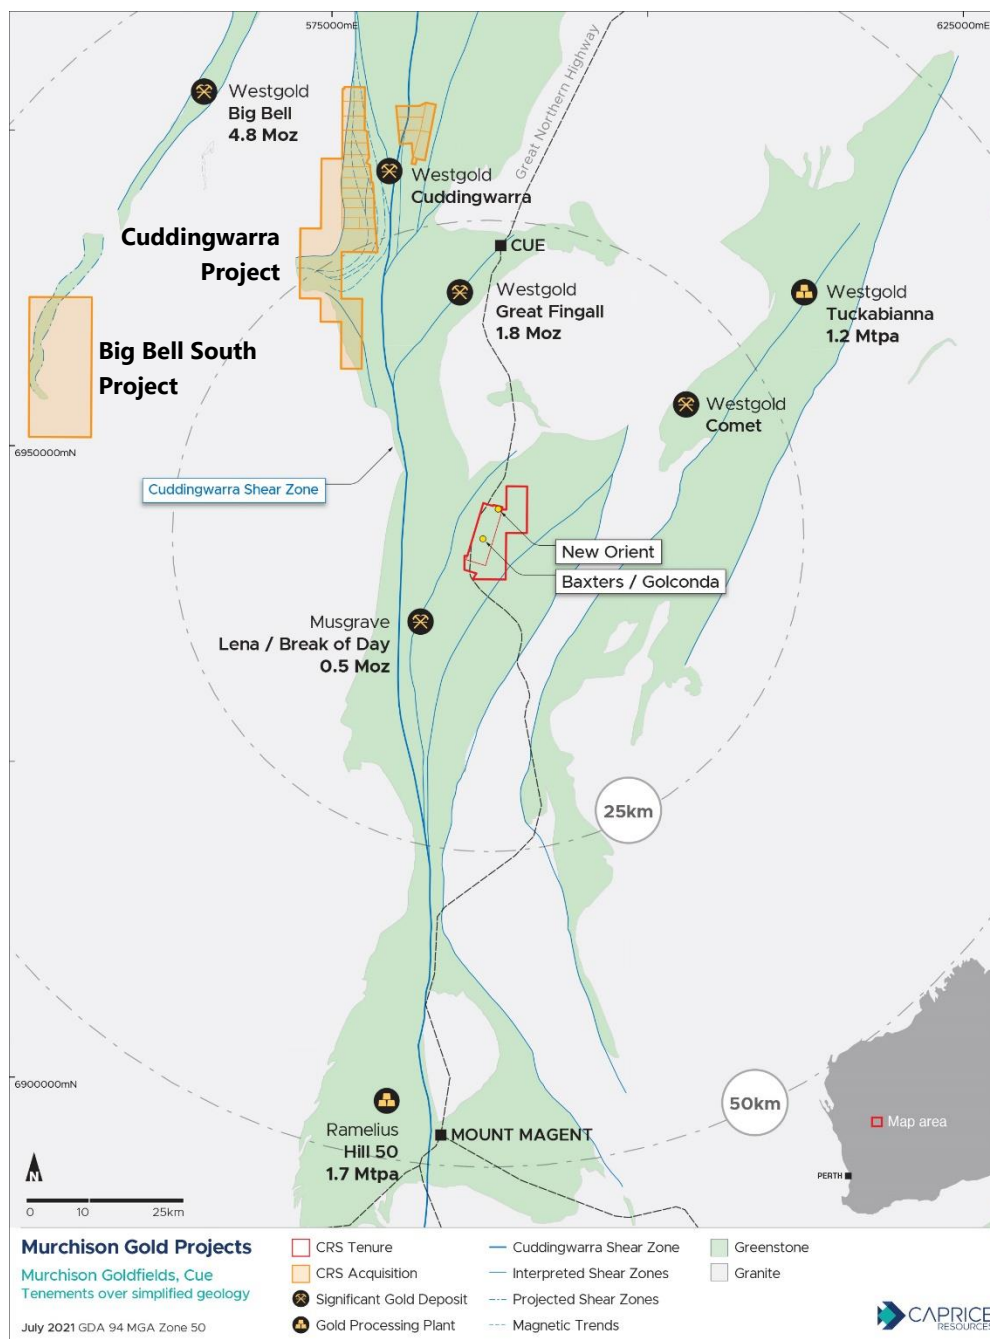 575000mE
625000mE
Great Northern Highway
Westgold
Big Bell
4.8 Moz
Westgold
Cuddingwarra
Cuddingwarra
Project
CUE
Westgold
Great Fingall
1.8 Moz
Westgold
Tuckabianna
1.2 Mtpa
Big Bell South
Project
Westgold
Comet
6950000mN
Cuddingwarra Shear Zone
New Orient
Baxters / Golconda
Musgrave
Lena / Break of Day
0.5 Moz
25km
6900000mN
50km
Ramelius
Hill 50
1.7 Mtpa
MOUNT MAGENT
Map area
PERTH
N
0 10 25km
Murchison Gold Projects
Murchison Goldfields, Cue
Tenements over simplified geology
July 2021 GDA 94 MGA Zone 50
CRS Tenure
CRS Acquisition
Significant Gold Deposit
Gold Processing Plant
Cuddingwarra Shear Zone
Interpreted Shear Zones
Projected Shear Zones
Magnetic Trends
Greenstone
Granite
CAPRICE
RESOURCES